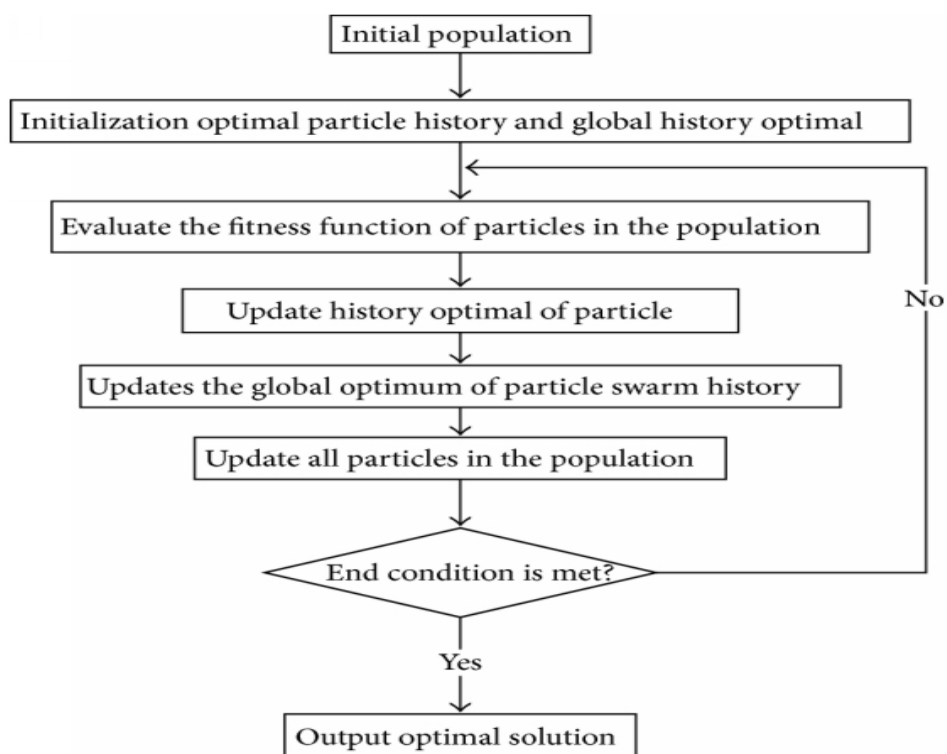 Initial population
Initialization optimal particle history and global history optimal
Evaluate the fitness function of particles in the population
Update history optimal of particle
No
Updates the global optimum of particle swarm history
Update all particles in the population
End condition is met?
Yes
Output optimal solution